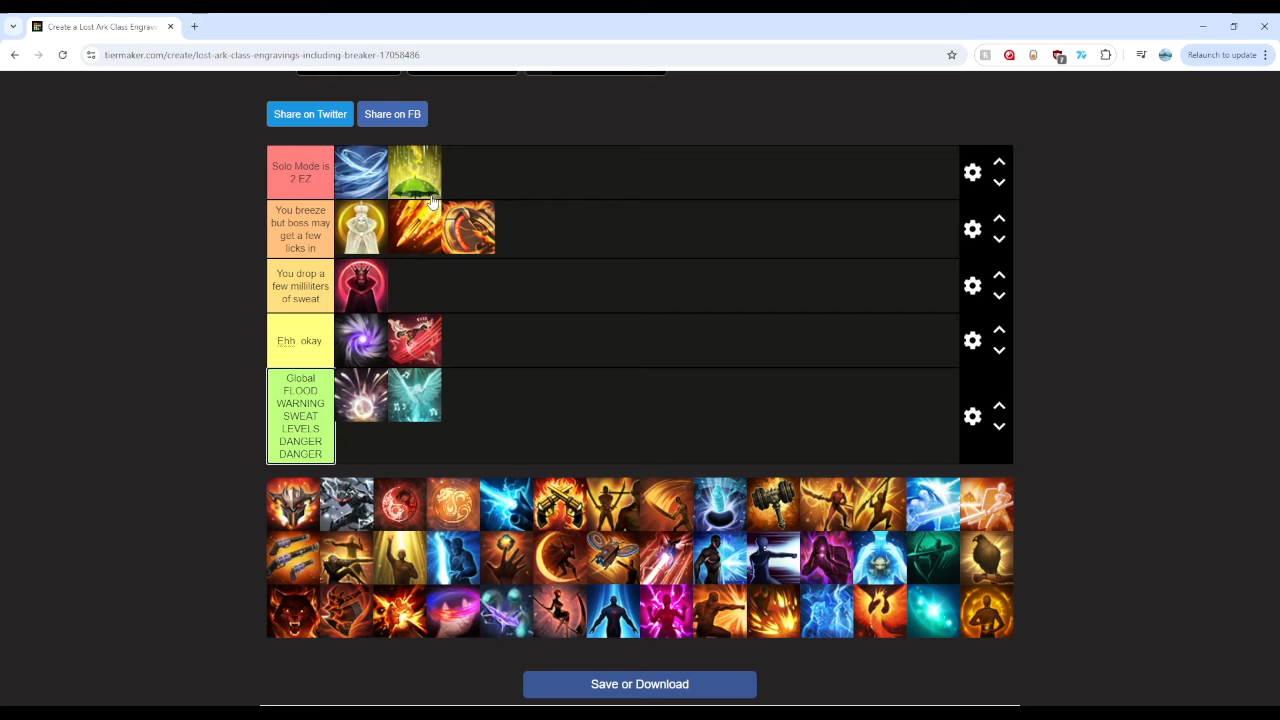 Create a Lost Ark Class Engravi
tiermaker.com/create/lost-ark-class-engravings-including-breaker-17058486
7
Relaunch to update
Share on Twitter
Share on FB
Solo Mode is
2 EZ
You breeze
but boss may
get a few
licks in
You drop a
few milliliters
of sweat
Ehh. okay
Global
FLOOD
WARNING
SWEAT
LEVELS
DANGER
DANGER
Save or Download